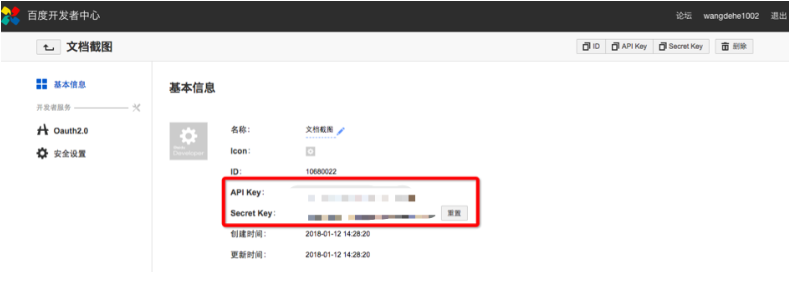 百度开发者中心 论坛 wangdehe1002 退出
文档截图 ID API Key Secret Key 删除
基本信息
开发者服务
Oauth2.0
安全设置
基本信息
名称: 文档截图
Icon:
ID: 10680022
API Key:
Secret Key: 重置
创建时间: 2018-01-12 14:28:20
更新时间: 2018-01-12 14:28:20